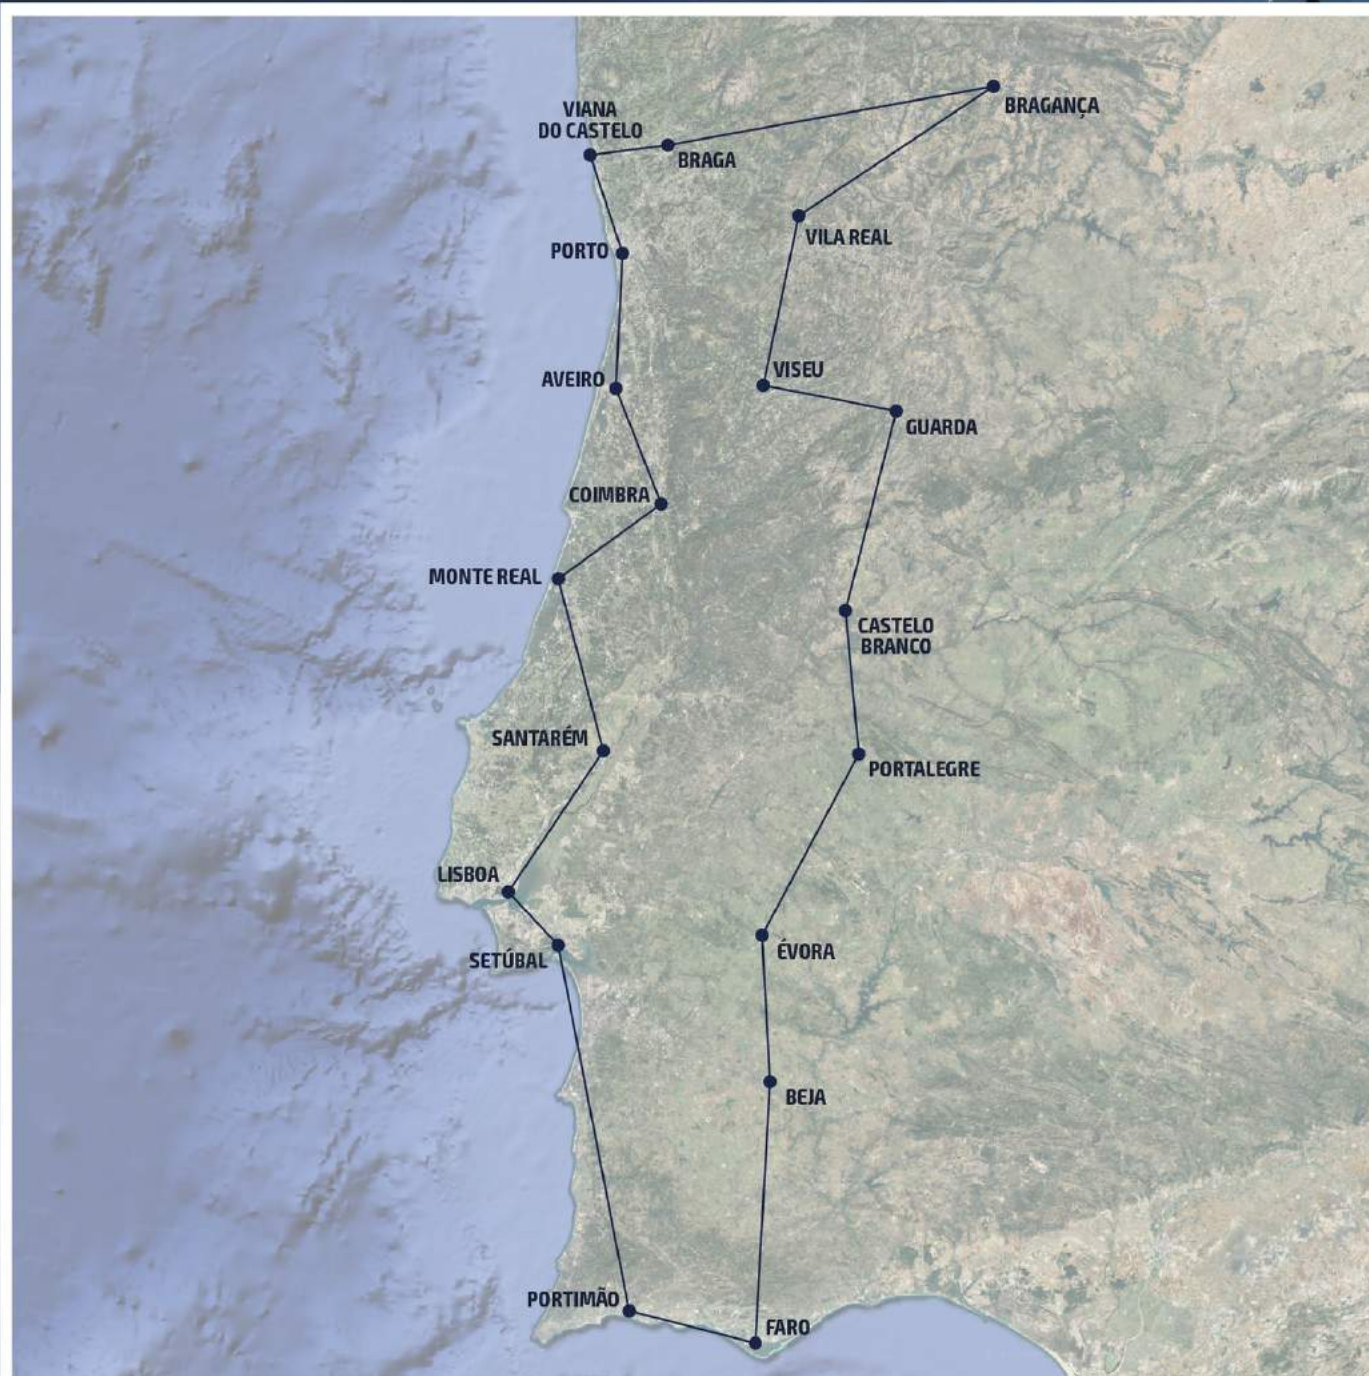 VIANA
DO CASTELO
BRAGANÇA
BRAGA
VILA REAL
PORTO
VISEU
AVEIRO
GUARDA
COIMBRA
MONTE REAL
CASTELO
BRANCO
SANTARÉM
PORTALEGRE
LISBOA
ÉVORA
SETÚBAL
BEJA
PORTIMÃO
FARO